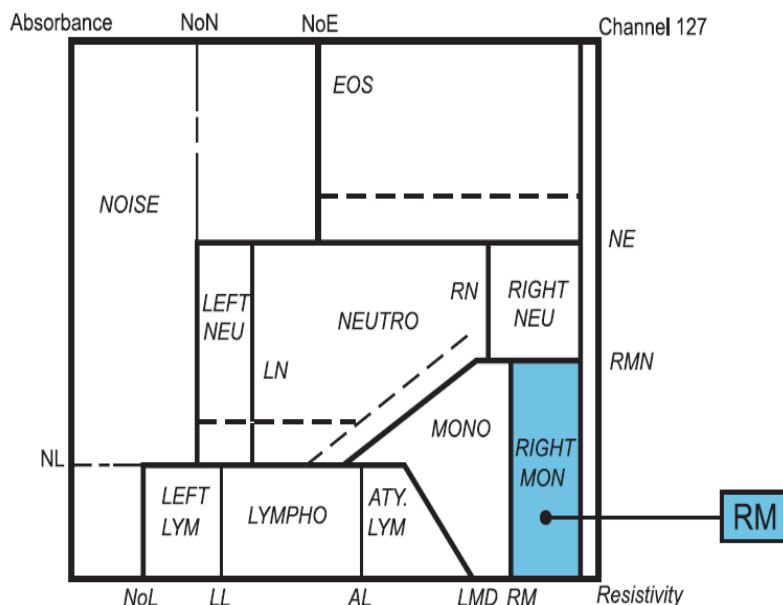 Absorbance
NoN
NoE
Channel 127
EOS
NOISE
NE
LEFT
NEU
NEUTRO
RN
RIGHT
NEU
LN
RMN
MONO
RIGHT
MON
NL
LEFT
LYM
LYMPHO
ATY.
LYM
RM
NoL
LL
AL
LMD
RM
Resistivity